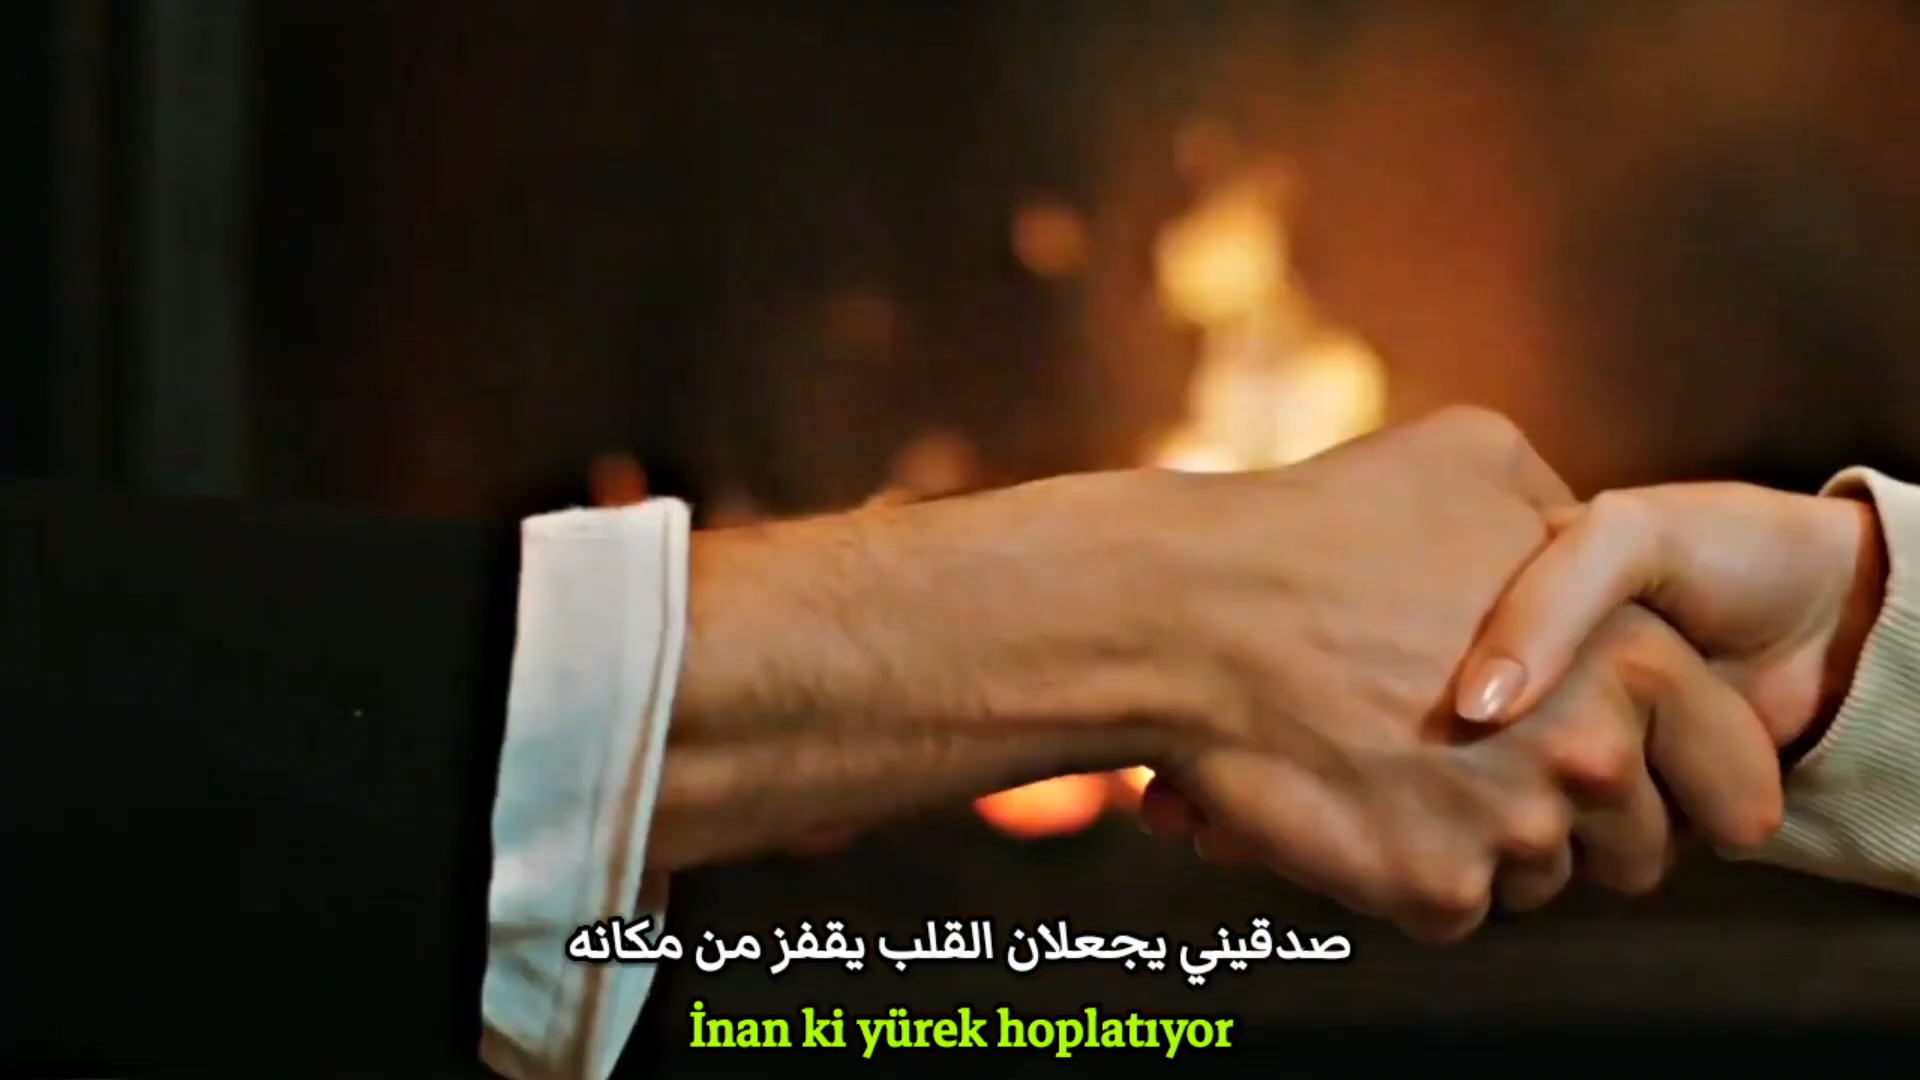 صدقيني يجعلان القلب يقفز من مكانه
İnan ki yürek hoplatıyor